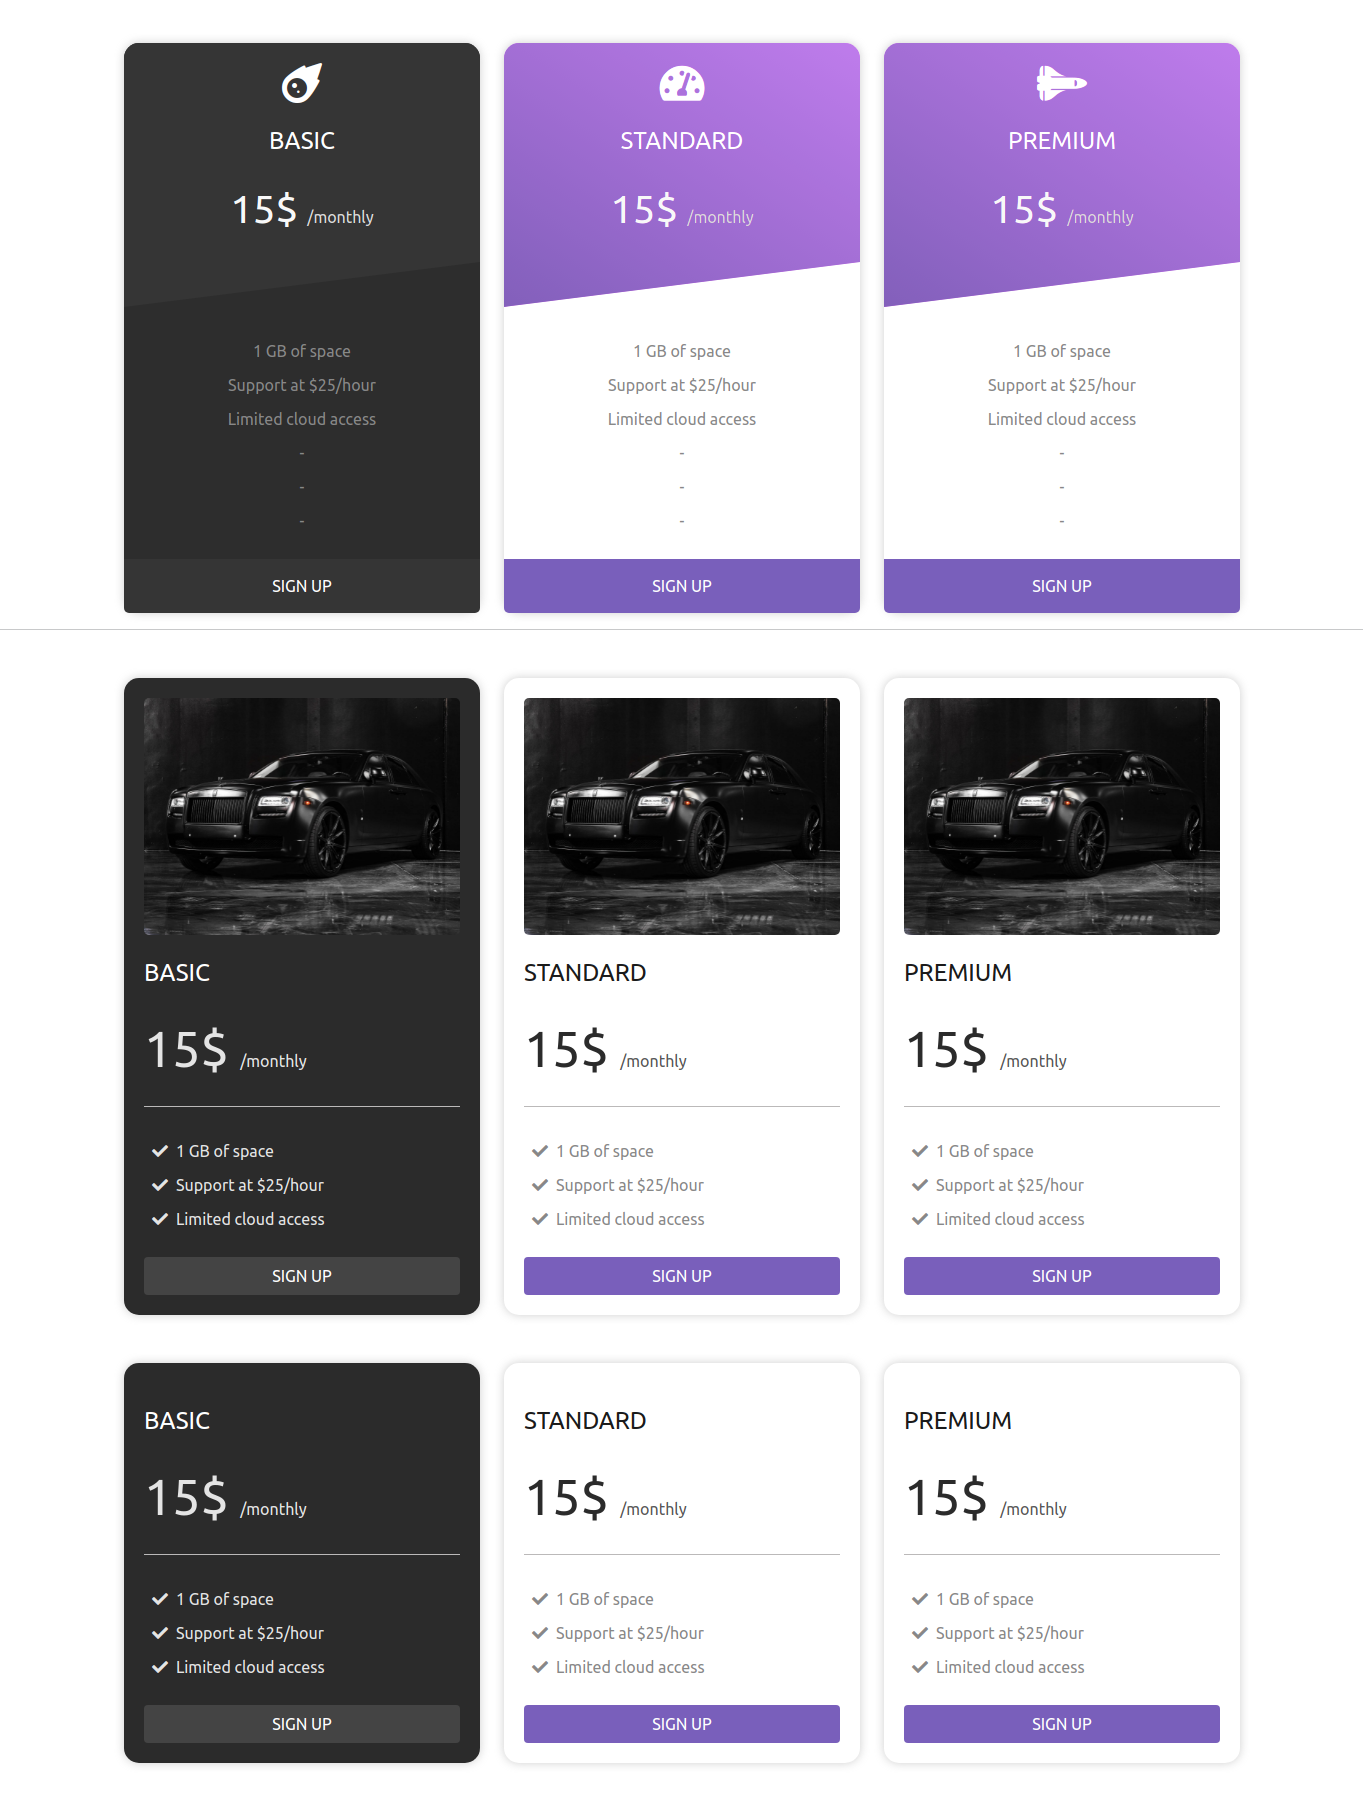 BASIC
15$ /monthly
1 GB of space
Support at $25/hour
Limited cloud access
-
-
-
SIGN UP
STANDARD
15$ /monthly
1 GB of space
Support at $25/hour
Limited cloud access
-
-
-
SIGN UP
PREMIUM
15$ /monthly
1 GB of space
Support at $25/hour
Limited cloud access
-
-
-
SIGN UP
BASIC
15$ /monthly
1 GB of space
Support at $25/hour
Limited cloud access
SIGN UP
STANDARD
15$ /monthly
1 GB of space
Support at $25/hour
Limited cloud access
SIGN UP
PREMIUM
15$ /monthly
1 GB of space
Support at $25/hour
Limited cloud access
SIGN UP
BASIC
15$ /monthly
1 GB of space
Support at $25/hour
Limited cloud access
SIGN UP
STANDARD
15$ /monthly
1 GB of space
Support at $25/hour
Limited cloud access
SIGN UP
PREMIUM
15$ /monthly
1 GB of space
Support at $25/hour
Limited cloud access
SIGN UP